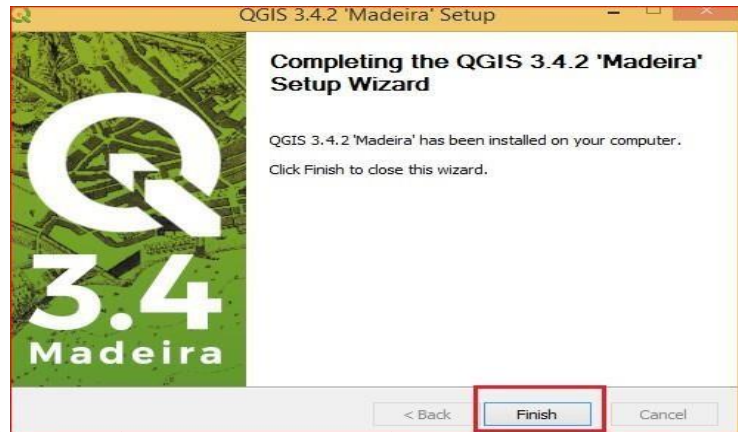 QGIS 3.4.2 'Madeira' Setup
Completing the QGIS 3.4.2 'Madeira'
Setup Wizard
QGIS 3.4.2 'Madeira' has been installed on your computer.
Click Finish to close this wizard.
3.4
Madeira
< Back
Finish
Cancel